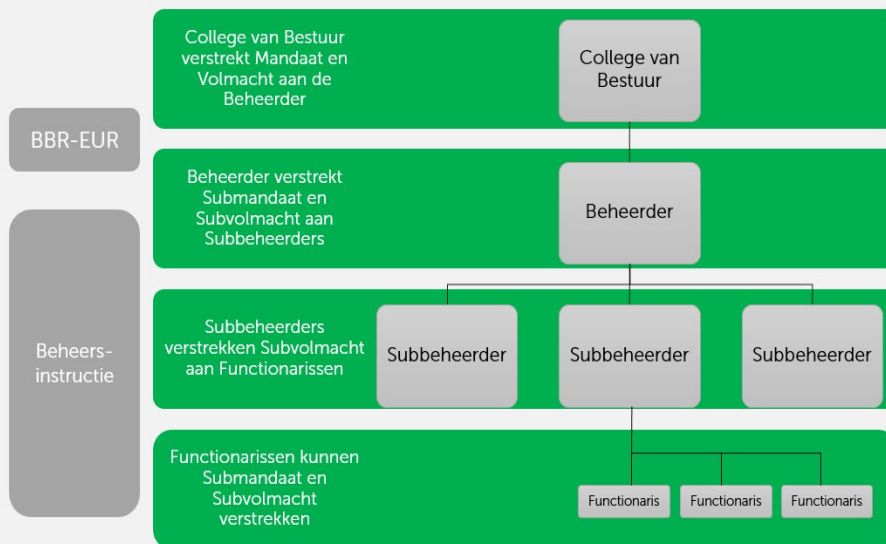 College van Bestuur
verstrekt Mandaat en
Volmacht aan de
Beheerder
College van
Bestuur
BBR-EUR
Beheerder verstrekt
Submandaat en
Subvolmacht aan
Subbeheerders
Beheerder
Beheers-
instructie
Subbeheerders
verstrekken Subvolmacht
aan Functionarissen
Subbeheerder
Subbeheerder
Subbeheerder
Functionarissen kunnen
Submandaat en
Subvolmacht
verstrekken
Functionaris
Functionaris
Functionaris